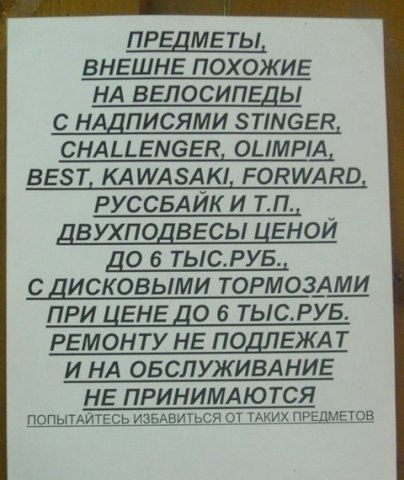 ПРЕДМЕТЫ,
ВНЕШНЕ ПОХОЖИЕ
НА ВЕЛОСИПЕДЫ
С НАДПИСЯМИ STINGER,
CHALLENGER, OLIMPIA,
BEST, KAWASAKI, FORWARD,
РУССБАЙК И Т.П.,
ДВУХПОДВЕСЫ ЦЕНОЙ
ДО 6 ТЫС.РУБ.,
С ДИСКОВЫМИ ТОРМОЗАМИ
ПРИ ЦЕНЕ ДО 6 ТЫС.РУБ.
РЕМОНТУ НЕ ПОДЛЕЖАТ
И НА ОБСЛУЖИВАНИЕ
НЕ ПРИНИМАЮТСЯ
ПОПЫТАЙТЕСЬ ИЗБАВИТЬСЯ ОТ ТАКИХ ПРЕДМЕТОВ